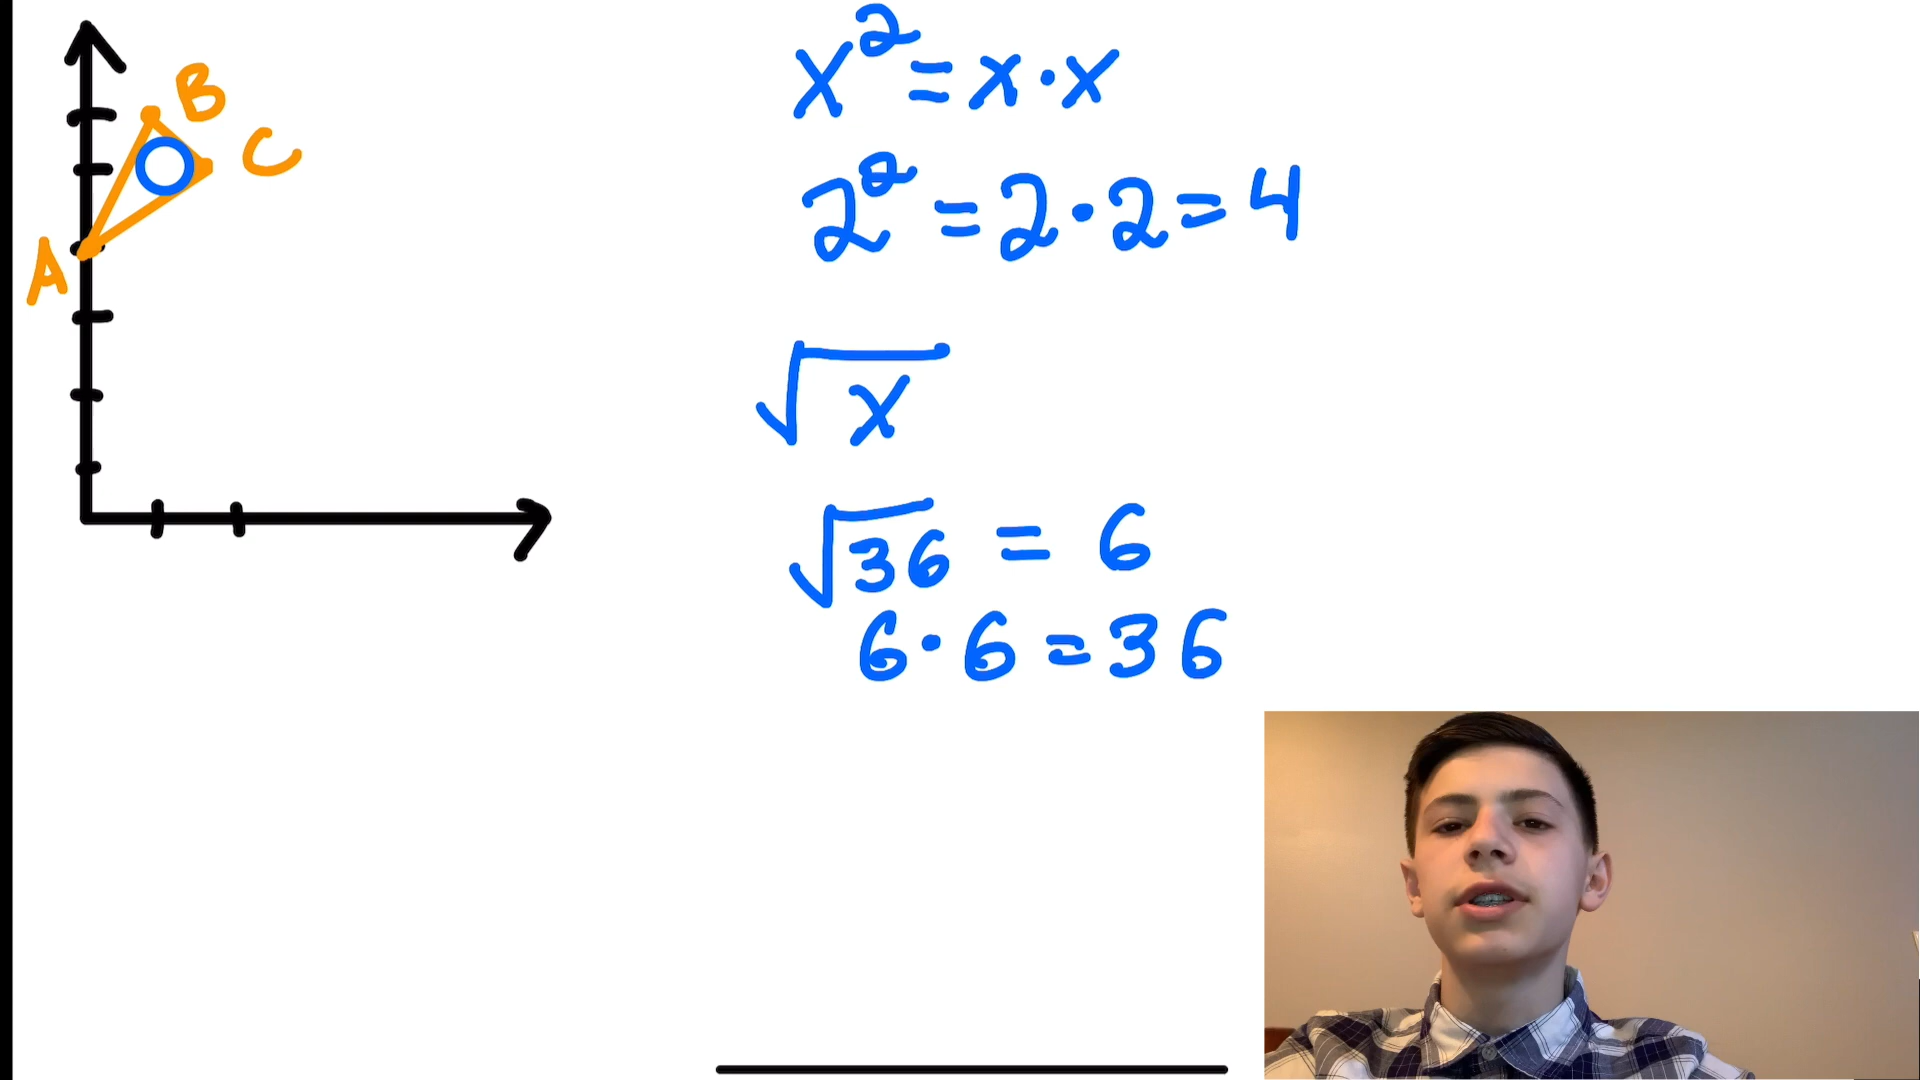 B
C
A
x² = x · x
2² = 2 · 2 = 4
√x
√36 = 6
6 · 6 = 36